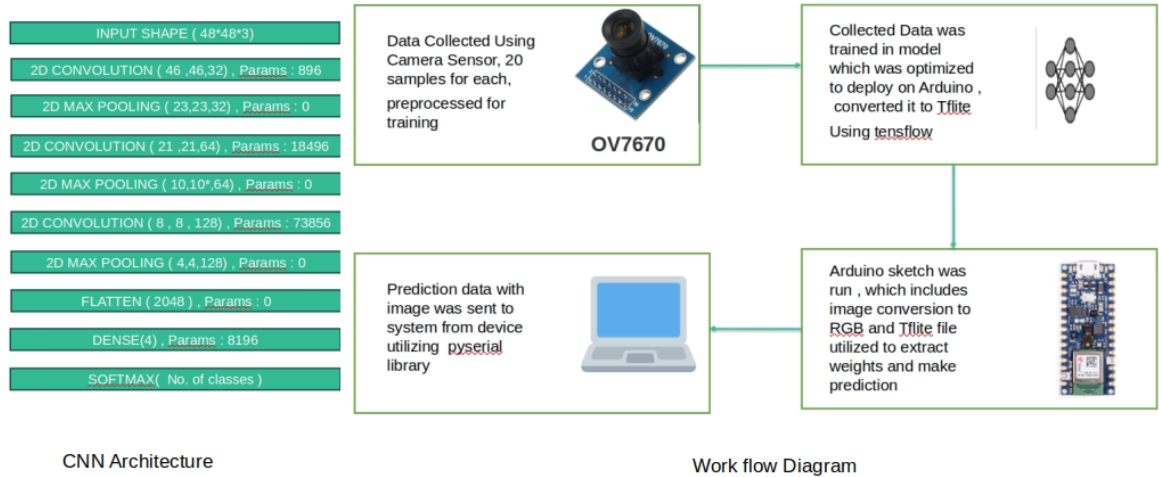 INPUT SHAPE ( 48*48*3)
2D CONVOLUTION ( 46 ,46,32) , Params : 896
2D MAX POOLING ( 23,23,32) , Params : 0
2D CONVOLUTION ( 21 ,21,64) , Params : 18496
2D MAX POOLING ( 10,10*,64) , Params : 0
2D CONVOLUTION ( 8 , 8 , 128) , Params : 73856
2D MAX POOLING ( 4,4,128) , Params : 0
FLATTEN ( 2048 ) , Params : 0
DENSE(4) , Params : 8196
SOFTMAX( No. of classes )
CNN Architecture
Data Collected Using
Camera Sensor, 20
samples for each,
preprocessed for
training
OV7670
OV7670
Collected Data was
trained in model
which was optimized
to deploy on Arduino ,
converted it to Tflite
Using tensflow
Arduino sketch was
run , which includes
image conversion to
RGB and Tflite file
utilized to extract
weights and make
prediction
Prediction data with
image was sent to
system from device
utilizing pyserial
library
Work flow Diagram